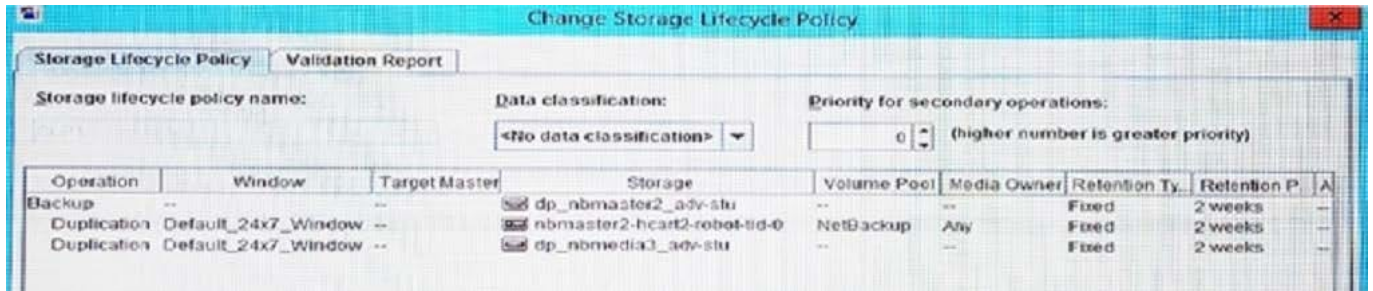 Change Storage Lifecycle Policy
Storage Lifecycle Policy Validation Report
Storage lifecycle policy name: Data classification: Priority for secondary operations:
<No data classification> 0 (higher number is greater priority)
Operation Window Target Master Storage Volume Pool Media Owner Retention Ty... Retention P A
Backup -- -- dp_nbmaster2_adv-stu -- -- Fixed 2 weeks --
Duplication Default_24x7_Window -- nbmaster2-hcart2-robot-tld-0 NetBackup Any Fixed 2 weeks --
Duplication Default_24x7_Window -- dp_nbmedia3_adv-stu -- -- Fixed 2 weeks --